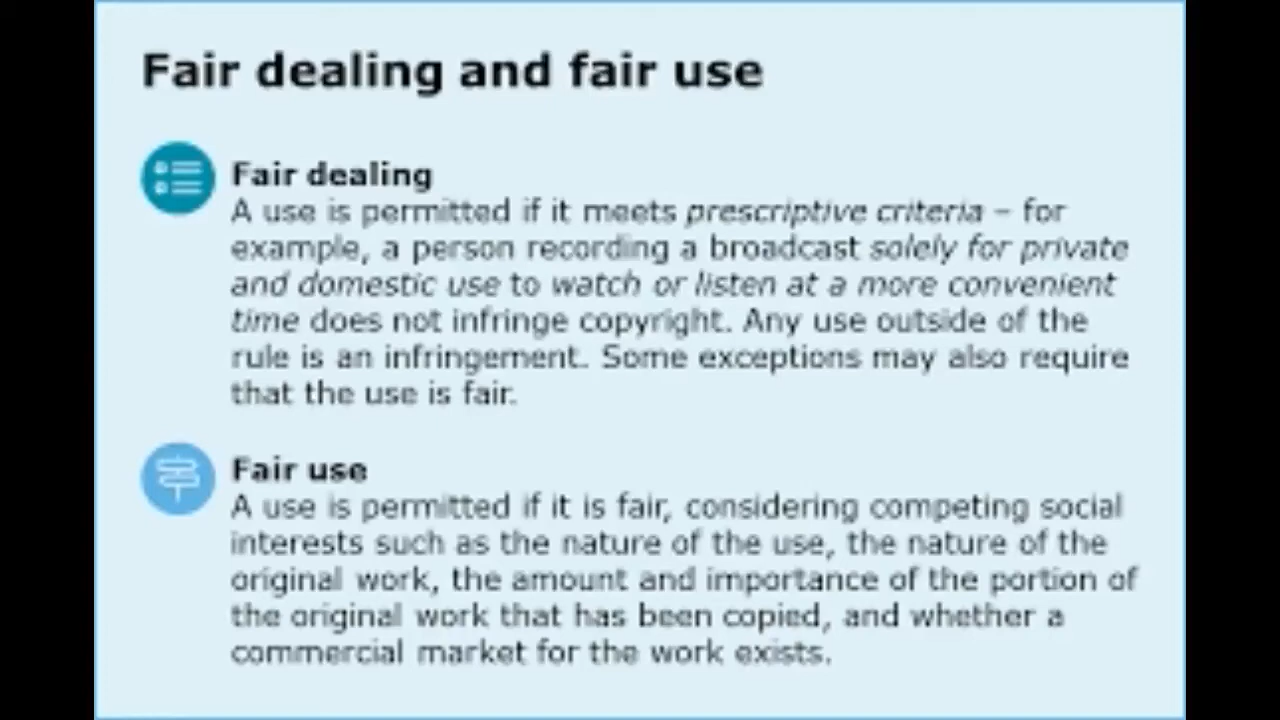 Fair dealing and fair use
Fair dealing
A use is permitted if it meets prescriptive criteria – for
example, a person recording a broadcast solely for private
and domestic use to watch or listen at a more convenient
time does not infringe copyright. Any use outside of the
rule is an infringement. Some exceptions may also require
that the use is fair.
Fair use
A use is permitted if it is fair, considering competing social
interests such as the nature of the use, the nature of the
original work, the amount and importance of the portion of
the original work that has been copied, and whether a
commercial market for the work exists.